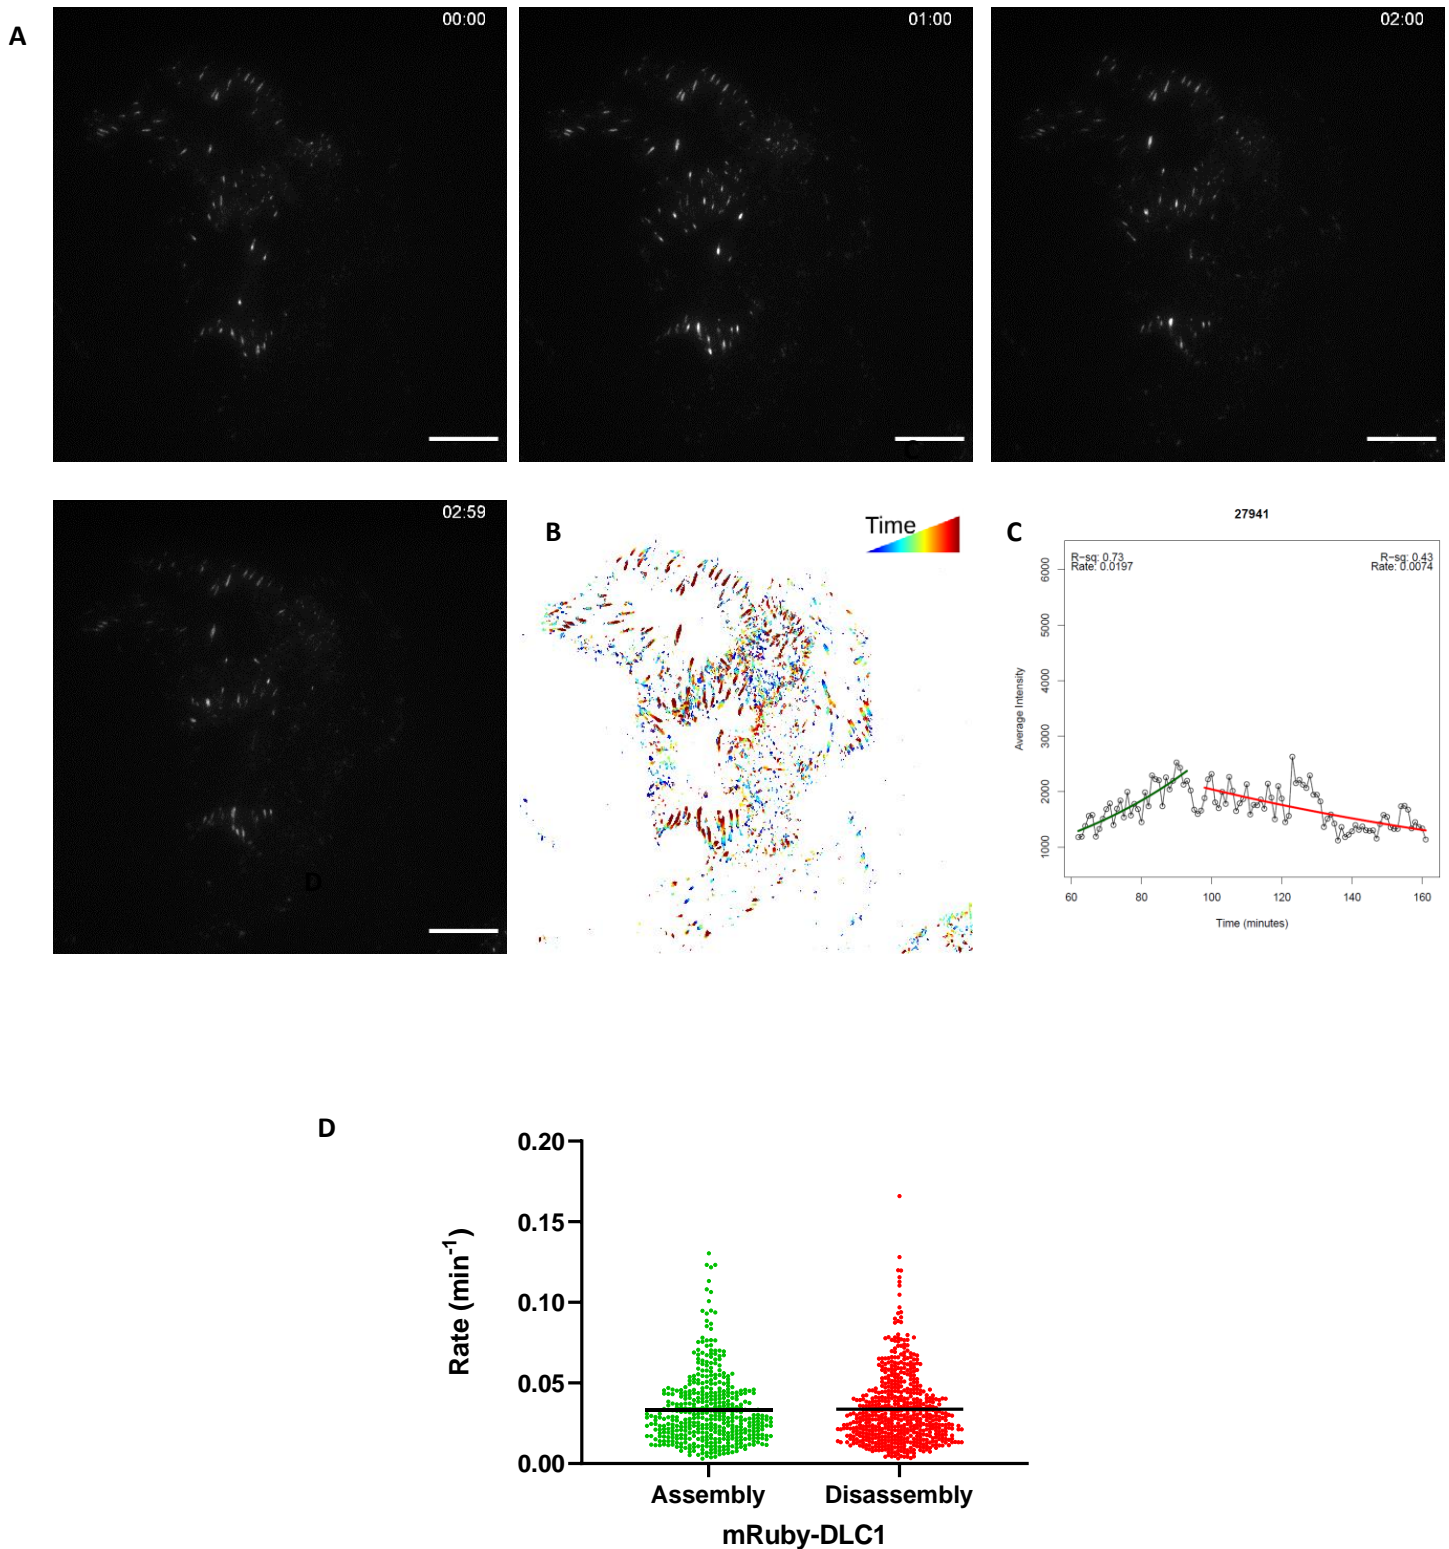 A
00:00
01:00
02:00
C
02:59
D
B
Time
C
27941
R-sq: 0.73
Rate: 0.0197
R-sq: 0.43
Rate: 0.0074
6000
5000
4000
3000
2000
1000
Average Intensity
60 80 100 120 140 160
Time (minutes)
D
0.20
0.15
0.10
0.05
0.00
Rate (min⁻¹)
Assembly Disassembly
mRuby-DLC1